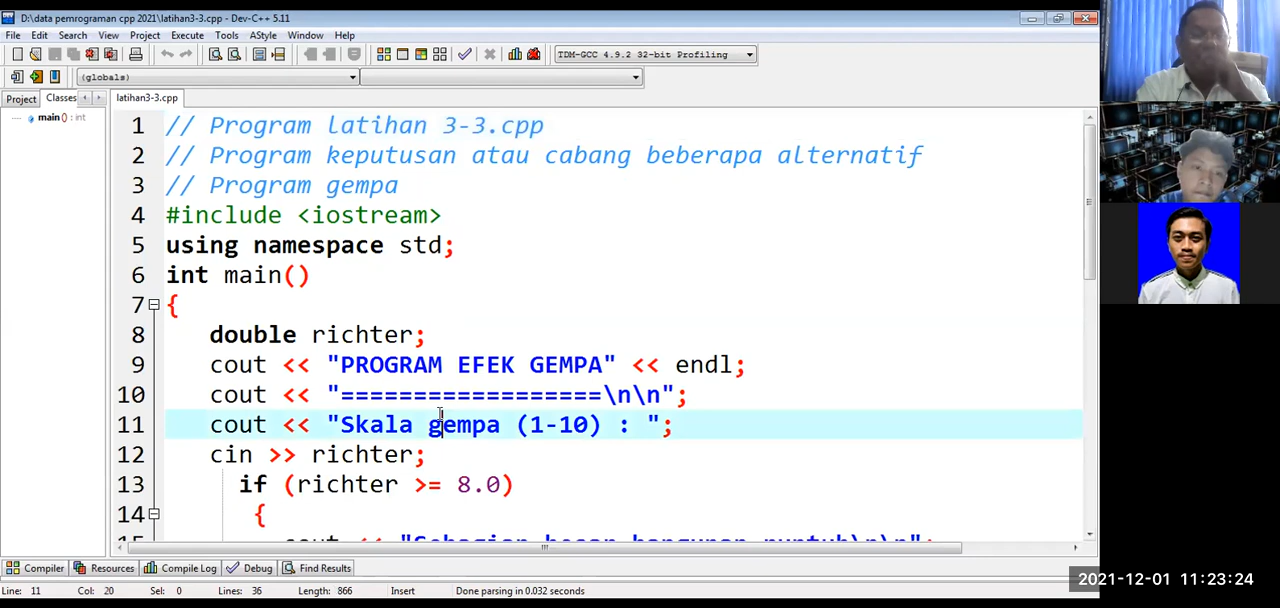 D:\data pemrograman cpp 2021\latihan3-3.cpp - Dev-C++ 5.11
File Edit Search View Project Execute Tools AStyle Window Help
TDM-GCC 4.9.2 32-bit Profiling
(globals)
Project Classes
latihan3-3.cpp
main() : int
1 // Program latihan 3-3.cpp
2 // Program keputusan atau cabang beberapa alternatif
3 // Program gempa
4 #include <iostream>
5 using namespace std;
6 int main()
7 {
8 double richter;
9 cout << "PROGRAM EFEK GEMPA" << endl;
10 cout << "==================\n\n";
11 cout << "Skala gempa (1-10) : ";
12 cin >> richter;
13 if (richter >= 8.0)
14 {
15 cout << "Sebagian besar bangunan runtuh\n\n";
Compiler Resources Compile Log Debug Find Results
Line: 11 Col: 20 Sel: 0 Lines: 36 Length: 866 Insert Done parsing in 0.032 seconds
2021-12-01 11:23:24